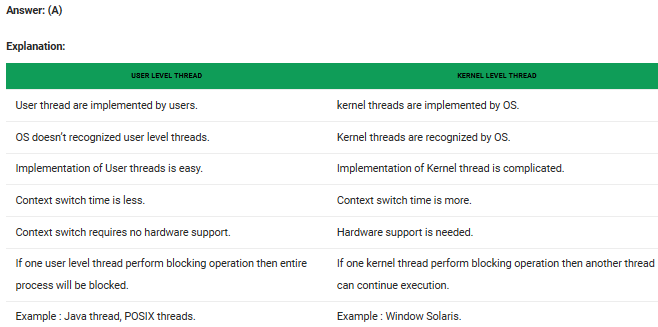 Answer: (A)
Explanation:
USER LEVEL THREAD KERNEL LEVEL THREAD
User thread are implemented by users. kernel threads are implemented by OS.
OS doesn't recognized user level threads. Kernel threads are recognized by OS.
Implementation of User threads is easy. Implementation of Kernel thread is complicated.
Context switch time is less. Context switch time is more.
Context switch requires no hardware support. Hardware support is needed.
If one user level thread perform blocking operation then entire If one kernel thread perform blocking operation then another thread
process will be blocked. can continue execution.
Example : Java thread, POSIX threads. Example : Window Solaris.